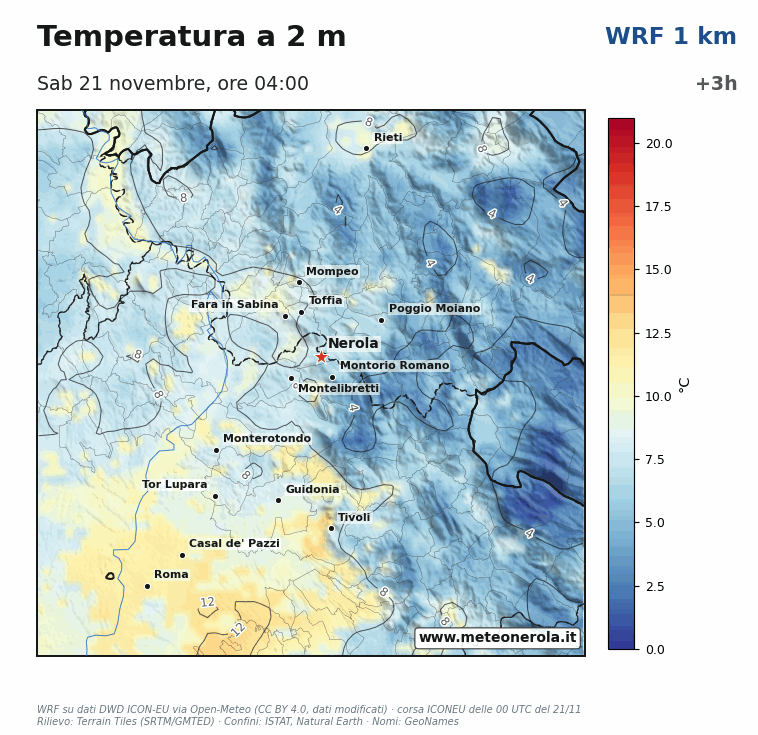 Temperatura a 2 m
WRF 1 km
Sab 21 novembre, ore 04:00
+3h
8
Rieti
8
8
4
4
4
4
4
Mompeo
Fara in Sabina
Toffia
Poggio Moiano
Nerola
8
Montorio Romano
8
Montelibretti
8
4
Monterotondo
8
Tor Lupara
Guidonia
Tivoli
4
Casal de' Pazzi
Roma
8
12
12
8
www.meteonerola.it
20.0
17.5
15.0
12.5
10.0
7.5
5.0
2.5
0.0
°C
WRF su dati DWD ICON-EU via Open-Meteo (CC BY 4.0, dati modificati) · corsa ICONEU delle 00 UTC del 21/11
Rilievo: Terrain Tiles (SRTM/GMTED) · Confini: ISTAT, Natural Earth · Nomi: GeoNames